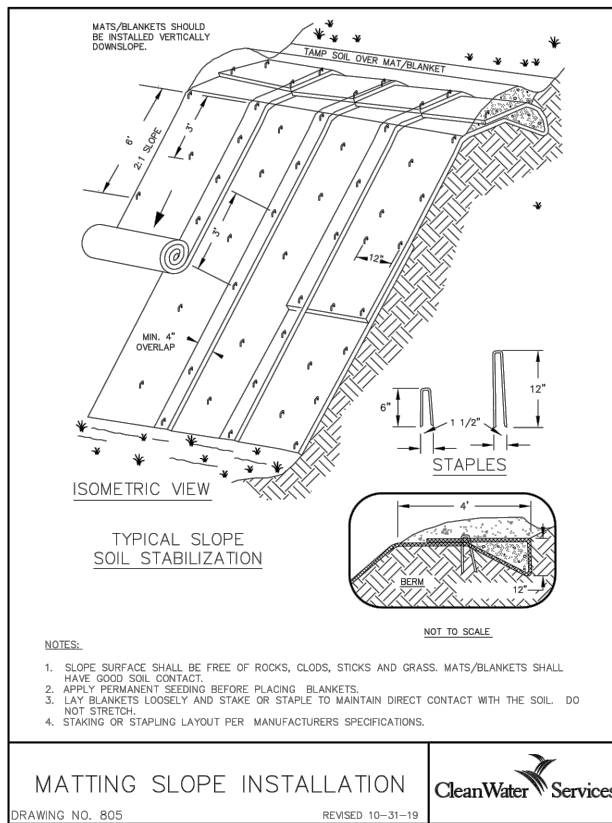 MATS/BLANKETS SHOULD
BE INSTALLED VERTICALLY
DOWNSLOPE.
TAMP SOIL OVER MAT/BLANKET
6'
2:1 SLOPE
3'
3'
12"
MIN. 4"
OVERLAP
6"
1 1/2"
12"
STAPLES
ISOMETRIC VIEW
TYPICAL SLOPE
SOIL STABILIZATION
4'
BERM
12"
NOT TO SCALE
NOTES:
1. SLOPE SURFACE SHALL BE FREE OF ROCKS, CLODS, STICKS AND GRASS. MATS/BLANKETS SHALL
HAVE GOOD SOIL CONTACT.
2. APPLY PERMANENT SEEDING BEFORE PLACING BLANKETS.
3. LAY BLANKETS LOOSELY AND STAKE OR STAPLE TO MAINTAIN DIRECT CONTACT WITH THE SOIL. DO
NOT STRETCH.
4. STAKING OR STAPLING LAYOUT PER MANUFACTURERS SPECIFICATIONS.
MATTING SLOPE INSTALLATION
DRAWING NO. 805
REVISED 10-31-19
CleanWater Services